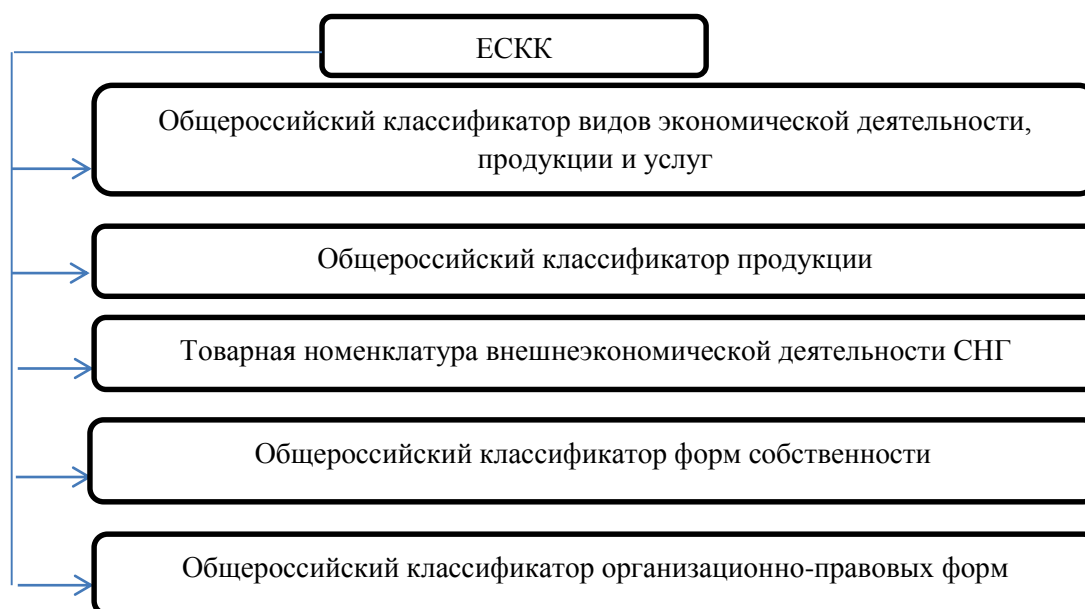 ЕСКК
Общероссийский классификатор видов экономической деятельности,
продукции и услуг
Общероссийский классификатор продукции
Товарная номенклатура внешнеэкономической деятельности СНГ
Общероссийский классификатор форм собственности
Общероссийский классификатор организационно-правовых форм